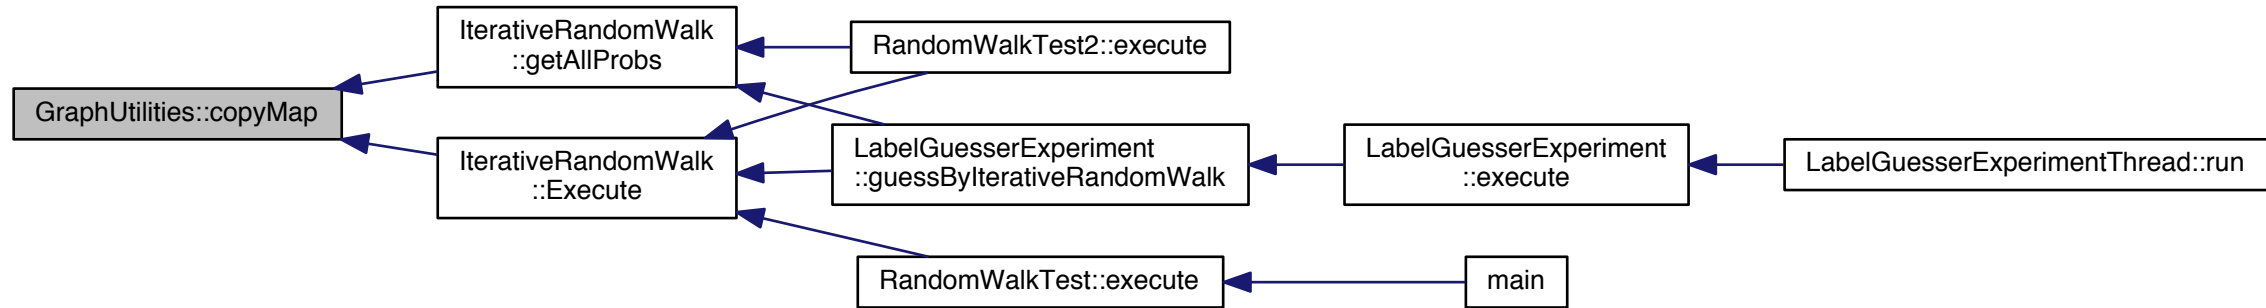 GraphUtilities::copyMap
IterativeRandomWalk
::getAllProbs
IterativeRandomWalk
::Execute
RandomWalkTest2::execute
LabelGuesserExperiment
::guessByIterativeRandomWalk
RandomWalkTest::execute
LabelGuesserExperiment
::execute
main
LabelGuesserExperimentThread::run